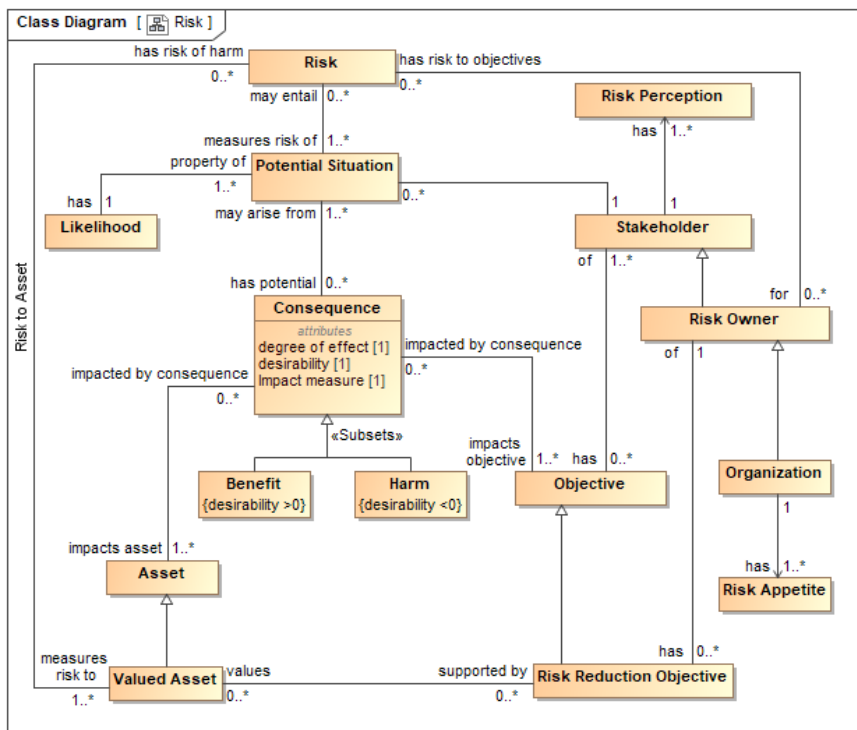 Class Diagram [ Risk ]
has risk of harm
0..*
Risk
has risk to objectives
0..*
may entail
0..*
Risk Perception
has
1..*
measures risk of
1..*
property of
1..*
Potential Situation
0..*
has
1
Likelihood
may arise from
1..*
1
1
Stakeholder
of
1..*
Risk to Asset
has potential
0..*
for
0..*
Consequence
attributes
degree of effect [1]
desirability [1]
Impact measure [1]
Risk Owner
of
1
impacted by consequence
0..*
impacted by consequence
0..*
«Subsets»
impacts
objective
1..*
has
0..*
Benefit
{desirability >0}
Harm
{desirability <0}
Objective
Organization
1
impacts asset
1..*
Asset
has
1..*
Risk Appetite
measures
risk to
1..*
Valued Asset
values
0..*
supported by
0..*
has
0..*
Risk Reduction Objective